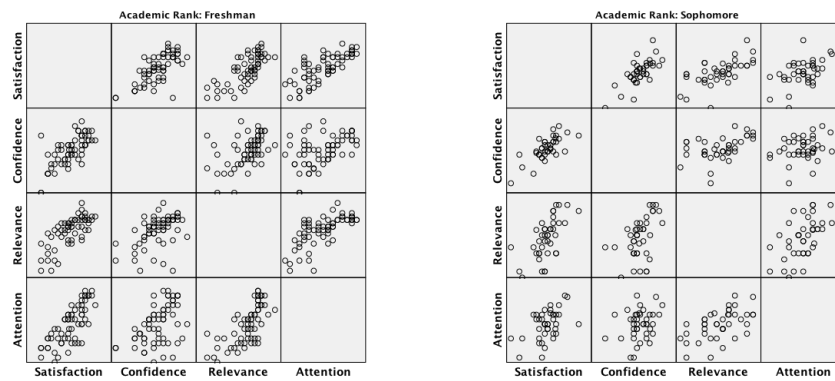 Academic Rank: Freshman
Satisfaction
Confidence
Relevance
Attention
Satisfaction Confidence Relevance Attention
Academic Rank: Sophomore
Satisfaction
Confidence
Relevance
Attention
Satisfaction Confidence Relevance Attention